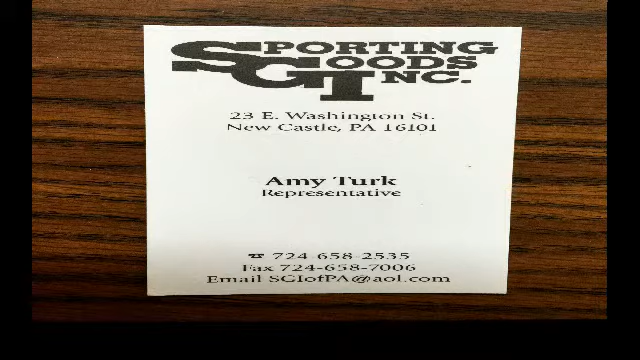 SPORTING
GOODS
INC.
23 E. Washington St.
New Castle, PA 16101
Amy Turk
Representative
☎ 724 658-2535
Fax 724-658-7006
Email SGIofPA@aol.com